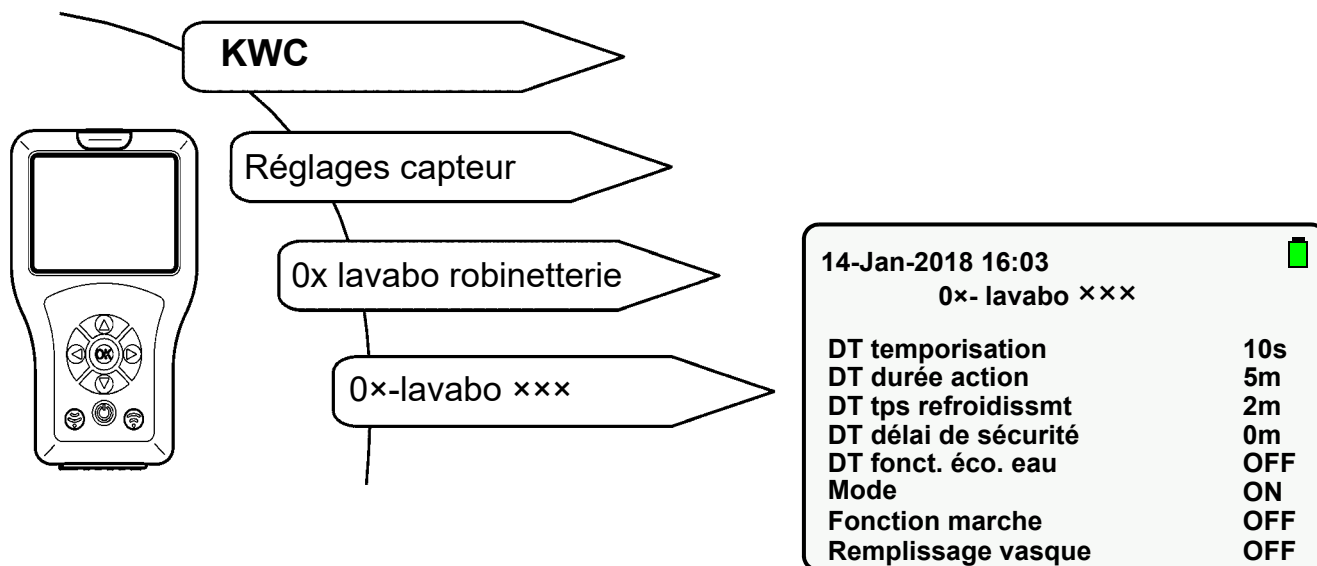 KWC
Réglages capteur
0x lavabo robinetterie
0×-lavabo ×××
OK
14-Jan-2018 16:03
0×- lavabo ×××
DT temporisation 10s
DT durée action 5m
DT tps refroidissmt 2m
DT délai de sécurité 0m
DT fonct. éco. eau OFF
Mode ON
Fonction marche OFF
Remplissage vasque OFF